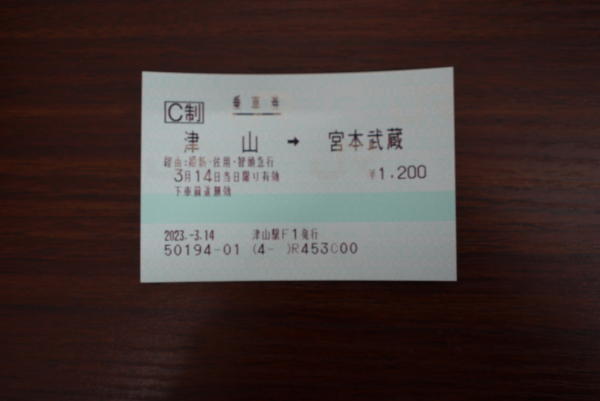 乗車券
C制
津山 → 宮本武蔵
経由:姫新・佐用・智頭急行
3月14日当日限り有効 ¥1,200
下車前途無効
2023.-3.14 津山駅F1発行
50194-01 (4- )R453C00